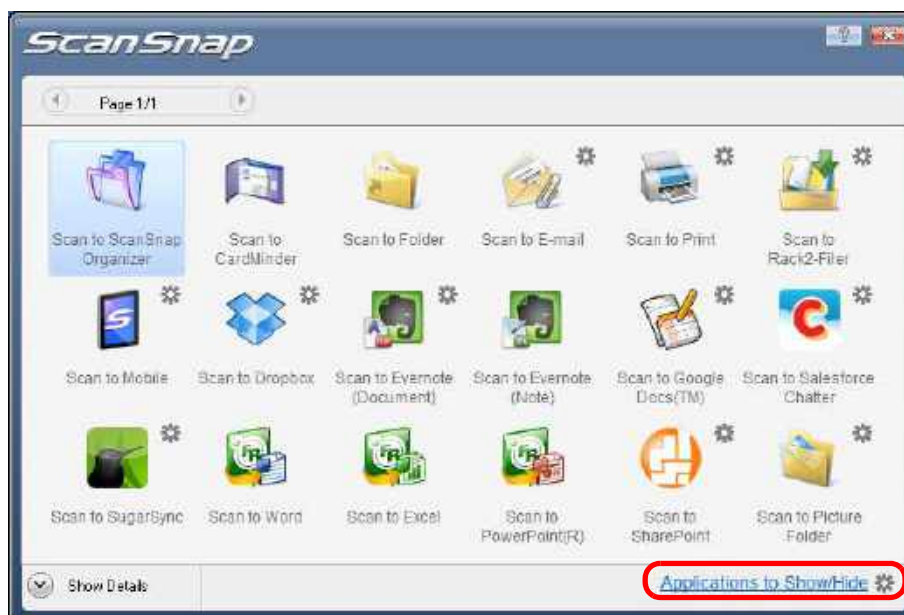 ScanSnap
Page 1/1
Scan to ScanSnap
Organizer
Scan to
CardMinder
Scan to Folder
Scan to E-mail
Scan to Print
Scan to
Rack2-Filer
Scan to Mobile
Scan to Dropbox
Scan to Evernote
(Document)
Scan to Evernote
(Note)
Scan to Google
Docs(TM)
Scan to Salesforce
Chatter
Scan to SugarSync
Scan to Word
Scan to Excel
Scan to
PowerPoint(R)
Scan to
SharePoint
Scan to Picture
Folder
Show Details
Applications to Show/Hide